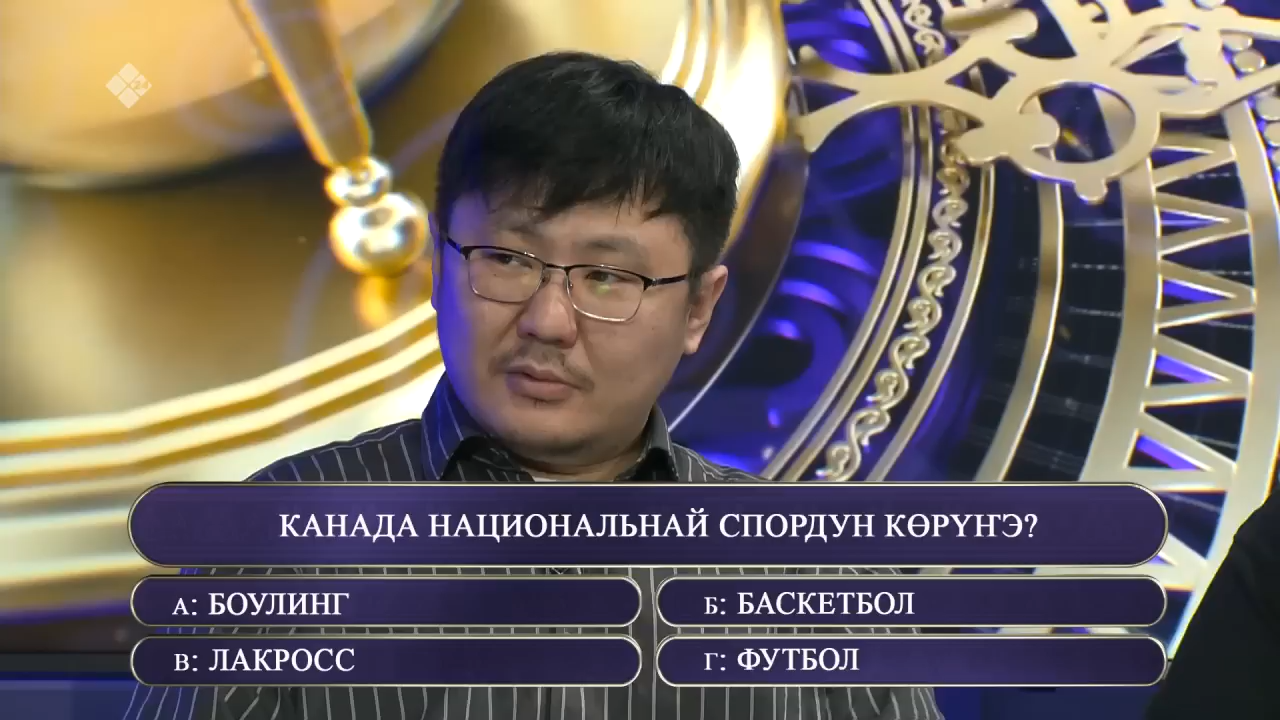 КАНАДА НАЦИОНАЛЬНАЙ СПОРДУН КӨРҮҤЭ?
А: БОУЛИНГ
Б: БАСКЕТБОЛ
В: ЛАКРОСС
Г: ФУТБОЛ